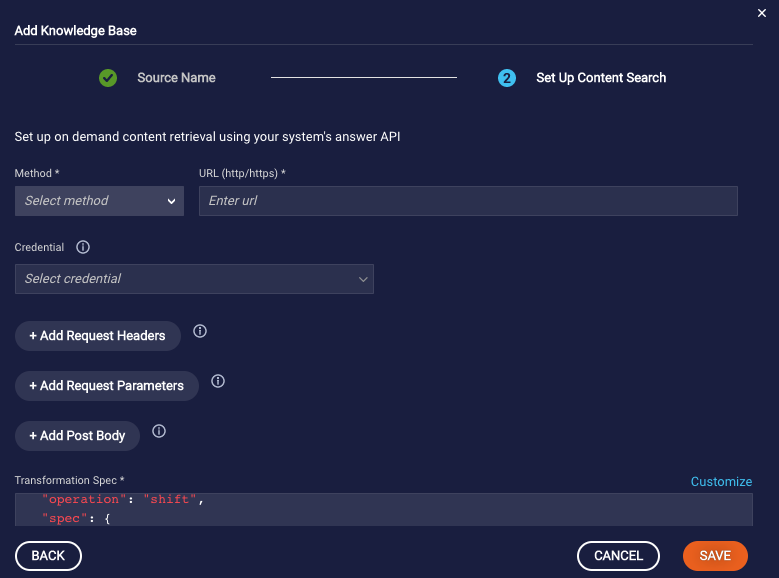 Add Knowledge Base
Source Name
2 Set Up Content Search
Set up on demand content retrieval using your system's answer API
Method * URL (http/https) *
Select method Enter url
Credential
Select credential
+ Add Request Headers
+ Add Request Parameters
+ Add Post Body
Transformation Spec * Customize
"operation": "shift",
"spec": {
BACK CANCEL SAVE